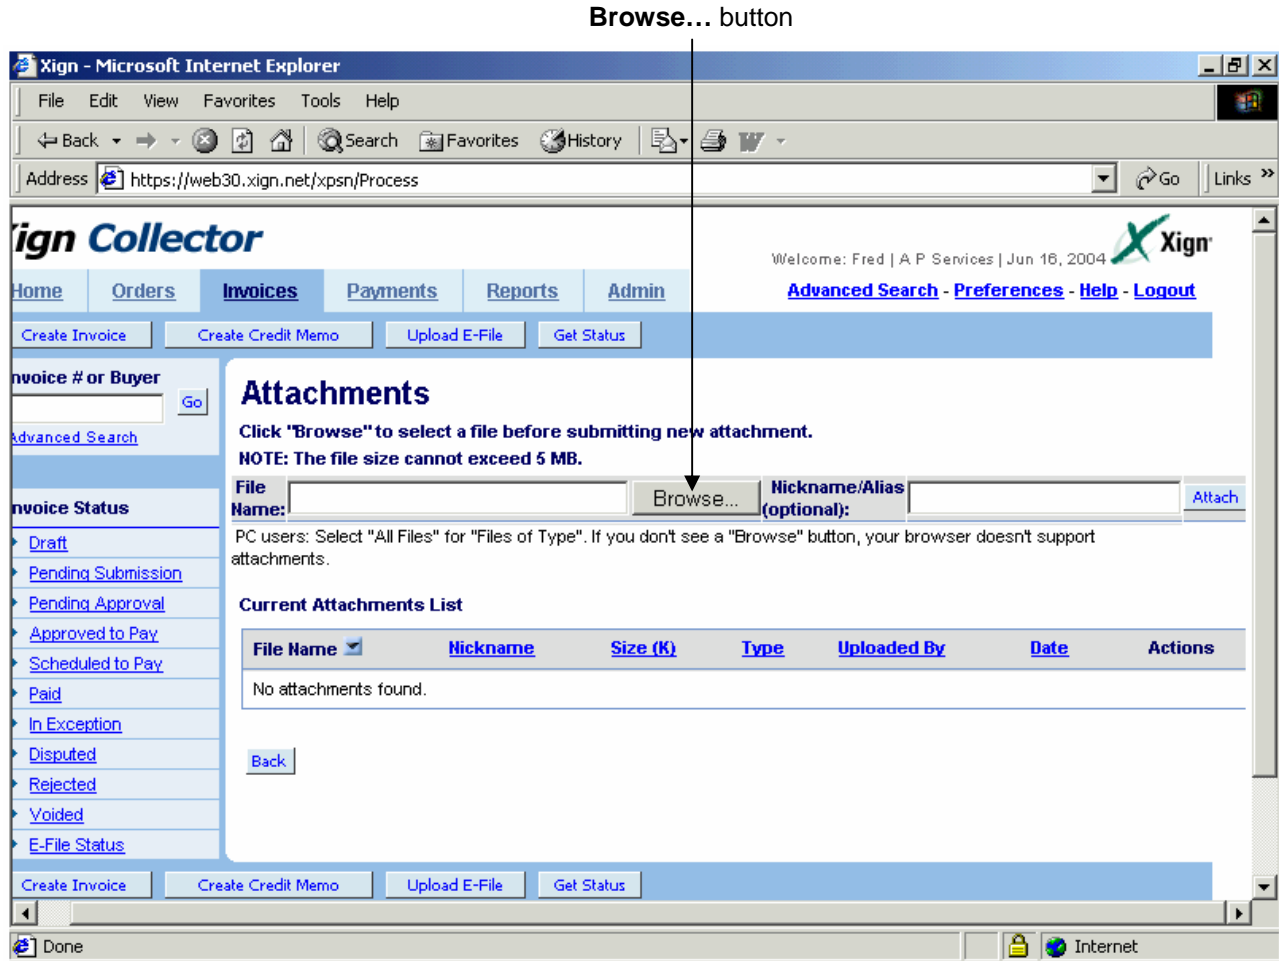 Browse… button
Xign - Microsoft Internet Explorer
File Edit View Favorites Tools Help
Back Search Favorites History
Address https://web30.xign.net/xpsn/Process Go Links »
ign Collector
Xign
Welcome: Fred | A P Services | Jun 16, 2004
Home Orders Invoices Payments Reports Admin
Advanced Search - Preferences - Help - Logout
Create Invoice Create Credit Memo Upload E-File Get Status
nvoice # or Buyer
Go
Advanced Search
Attachments
Click "Browse" to select a file before submitting new attachment.
NOTE: The file size cannot exceed 5 MB.
File Name: Browse... Nickname/Alias (optional): Attach
PC users: Select "All Files" for "Files of Type". If you don't see a "Browse" button, your browser doesn't support
attachments.
nvoice Status
Draft
Pending Submission
Pending Approval
Approved to Pay
Scheduled to Pay
Paid
In Exception
Disputed
Rejected
Voided
E-File Status
Current Attachments List
File Name Nickname Size (K) Type Uploaded By Date Actions
No attachments found.
Back
Create Invoice Create Credit Memo Upload E-File Get Status
Done Internet